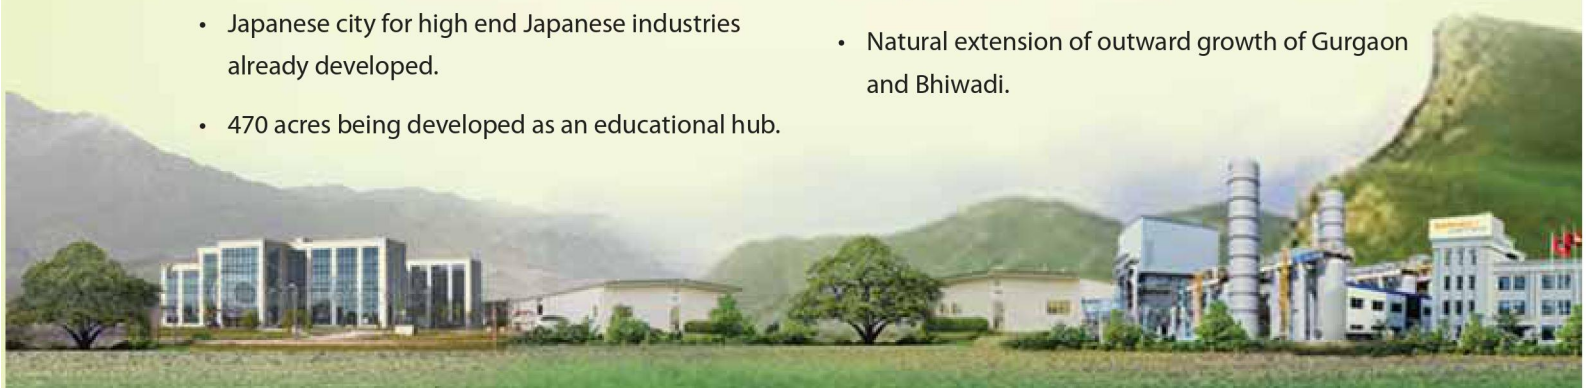 • Japanese city for high end Japanese industries
already developed.
• 470 acres being developed as an educational hub.
• Natural extension of outward growth of Gurgaon
and Bhiwadi.